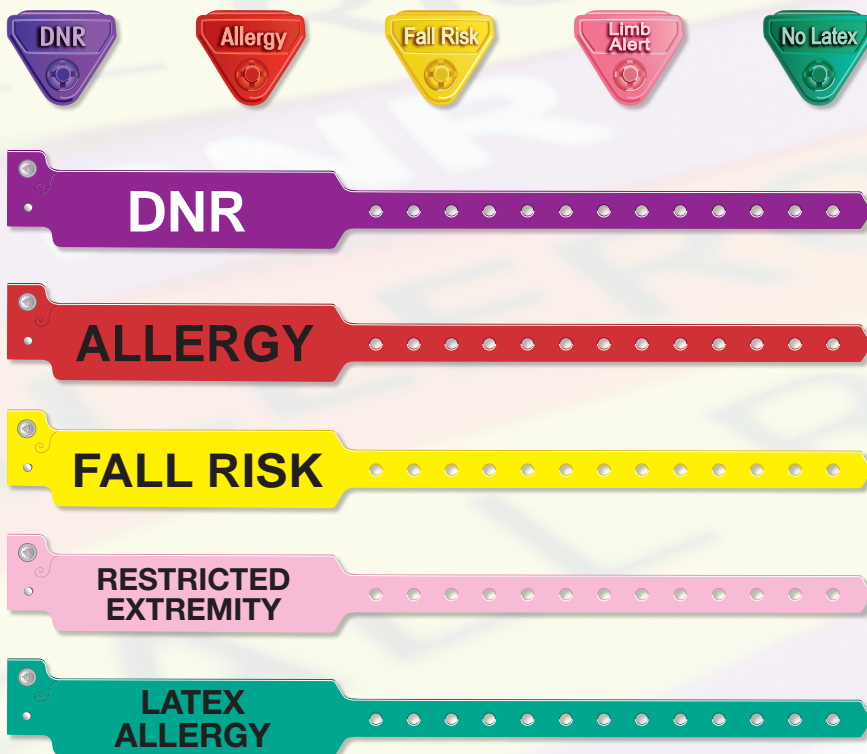 DNR
Allergy
Fall Risk
Limb
Alert
No Latex
DNR
ALLERGY
FALL RISK
RESTRICTED
EXTREMITY
LATEX
ALLERGY